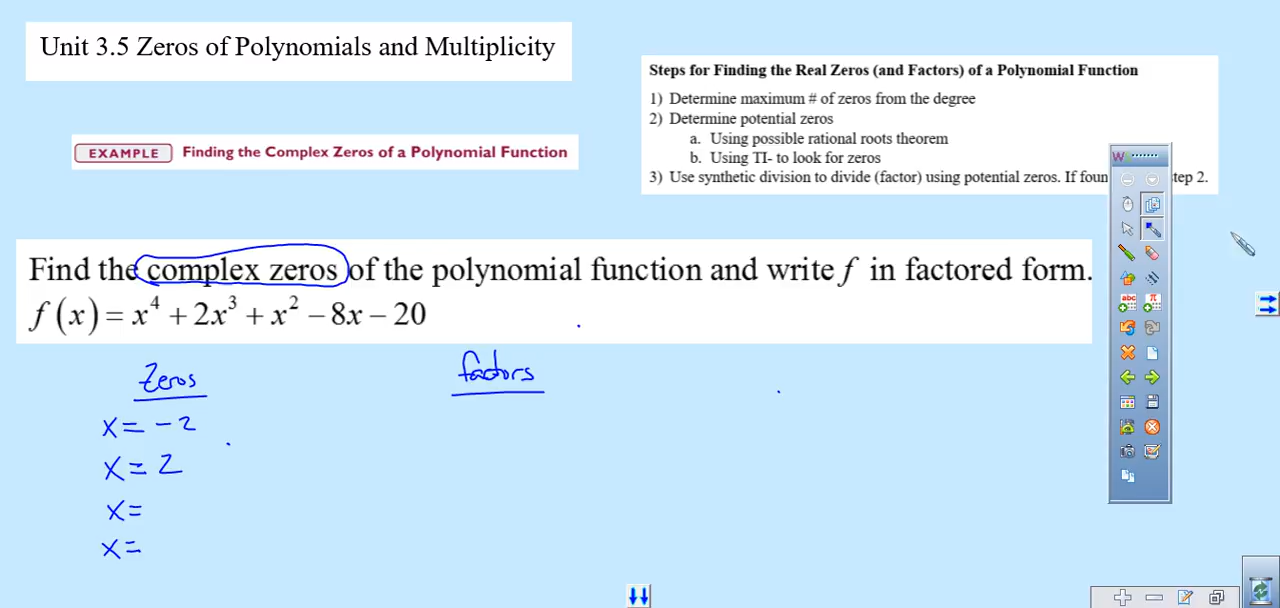 Unit 3.5 Zeros of Polynomials and Multiplicity
Steps for Finding the Real Zeros (and Factors) of a Polynomial Function
1) Determine maximum # of zeros from the degree
2) Determine potential zeros
a. Using possible rational roots theorem
b. Using TI- to look for zeros
3) Use synthetic division to divide (factor) using potential zeros. If foun step 2.
EXAMPLE Finding the Complex Zeros of a Polynomial Function
Find the complex zeros of the polynomial function and write f in factored form.
f(x) = x⁴ + 2x³ + x² − 8x − 20
Zeros
x = -2
x = 2
x =
x =
factors
abc
π